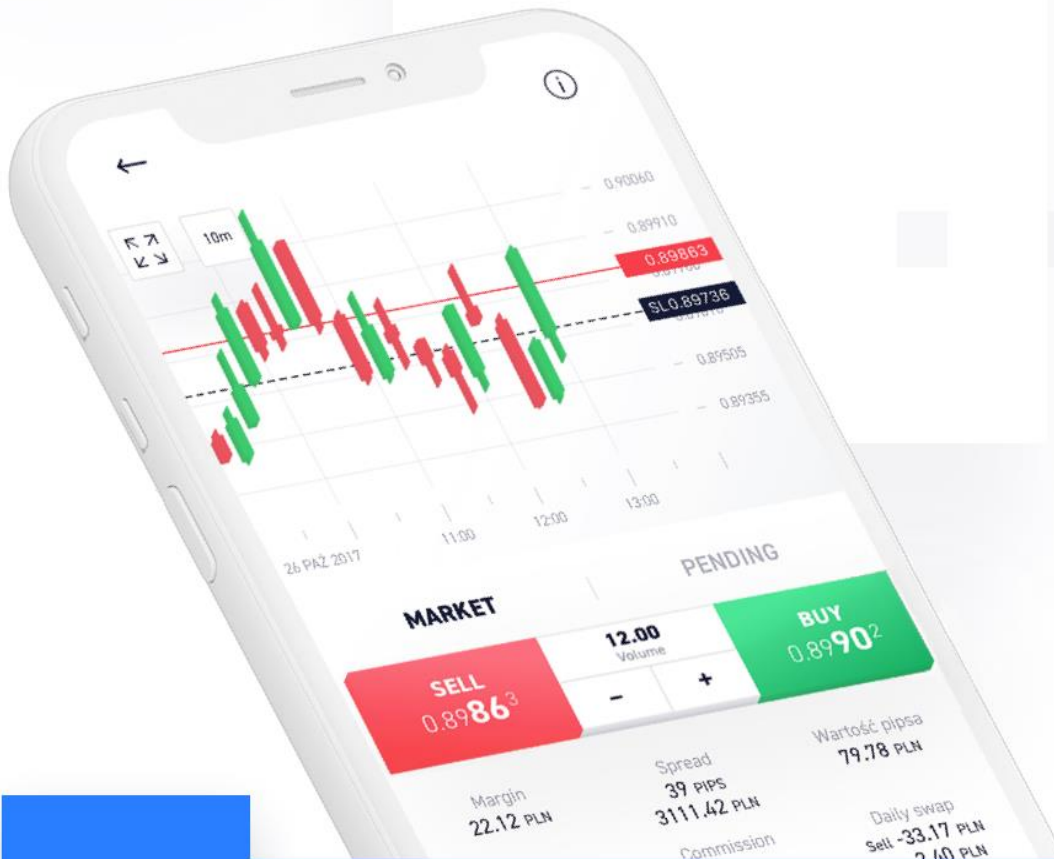 10m
0.90060
0.89910
0.89863
SL0.89736
0.89505
0.89355
26 PAŹ 2017
11:00
12:00
13:00
MARKET
PENDING
SELL
0.89863
12.00
Volume
-
+
BUY
0.89902
Margin
22.12 PLN
Spread
39 PIPS
3111.42 PLN
Wartość pipsa
79.78 PLN
Commission
Daily swap
Sell -33.17 PLN